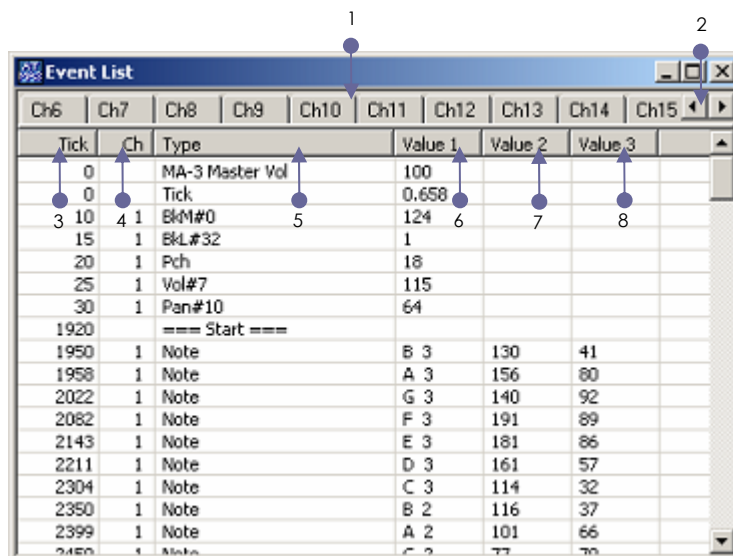 1 2
Event List
Ch6 Ch7 Ch8 Ch9 Ch10 Ch11 Ch12 Ch13 Ch14 Ch15
Tick Ch Type Value 1 Value 2 Value 3
0 MA-3 Master Vol 100
0 Tick 0.658
3 4 5 6 7 8
10 1 BkM#0 124
15 1 BkL#32 1
20 1 Pch 18
25 1 Vol#7 115
30 1 Pan#10 64
1920 === Start ===
1950 1 Note B 3 130 41
1958 1 Note A 3 156 80
2022 1 Note G 3 140 92
2082 1 Note F 3 191 89
2143 1 Note E 3 181 86
2211 1 Note D 3 161 57
2304 1 Note C 3 114 32
2350 1 Note B 2 116 37
2399 1 Note A 2 101 66